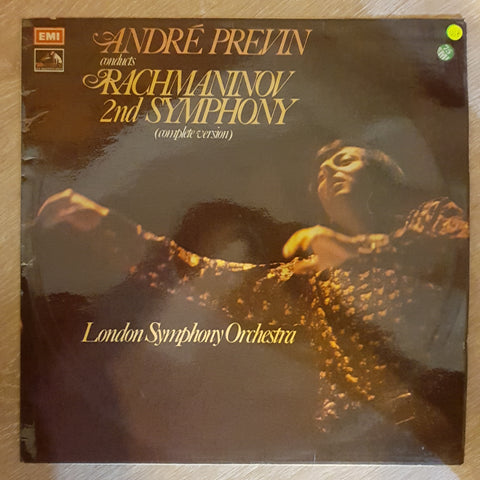 EMI
ANDRÉ PREVIN
conducts
RACHMANINOV
2nd SYMPHONY
(complete version)
London Symphony Orchestra